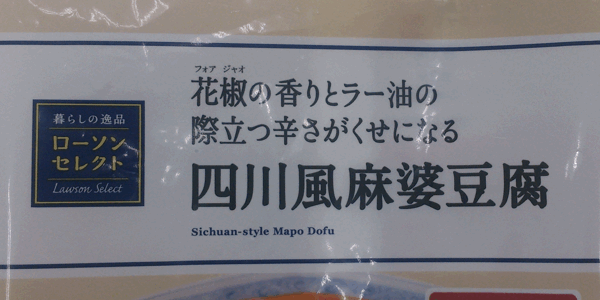 フォア ジャオ
花椒の香りとラー油の
際立つ辛さがくせになる
四川風麻婆豆腐
Sichuan-style Mapo Dofu
暮らしの逸品
ローソン
セレクト
Lawson Select